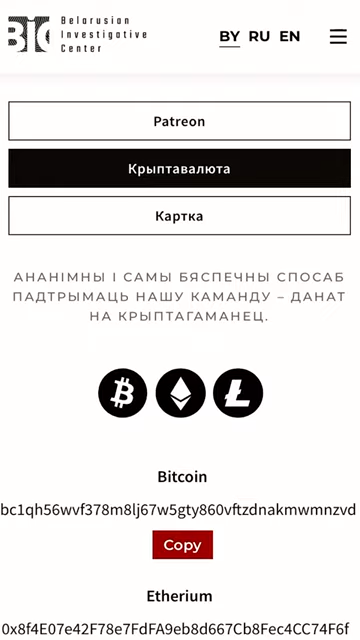 Belarusian
Investigative
Center
BY RU EN
Patreon
Крыптавалюта
Картка
АНАНІМНЫ І САМЫ БЯСПЕЧНЫ СПОСАБ
ПАДТРЫМАЦЬ НАШУ КАМАНДУ – ДАНАТ
НА КРЫПТАГАМАНЕЦ.
Bitcoin
bc1qh56wvf378m8lj67w5gty860vftzdnakmwmnzvd
Copy
Etherium
0x8f4E07e42F78e7FdFA9eb8d667Cb8Fec4CC74F6f